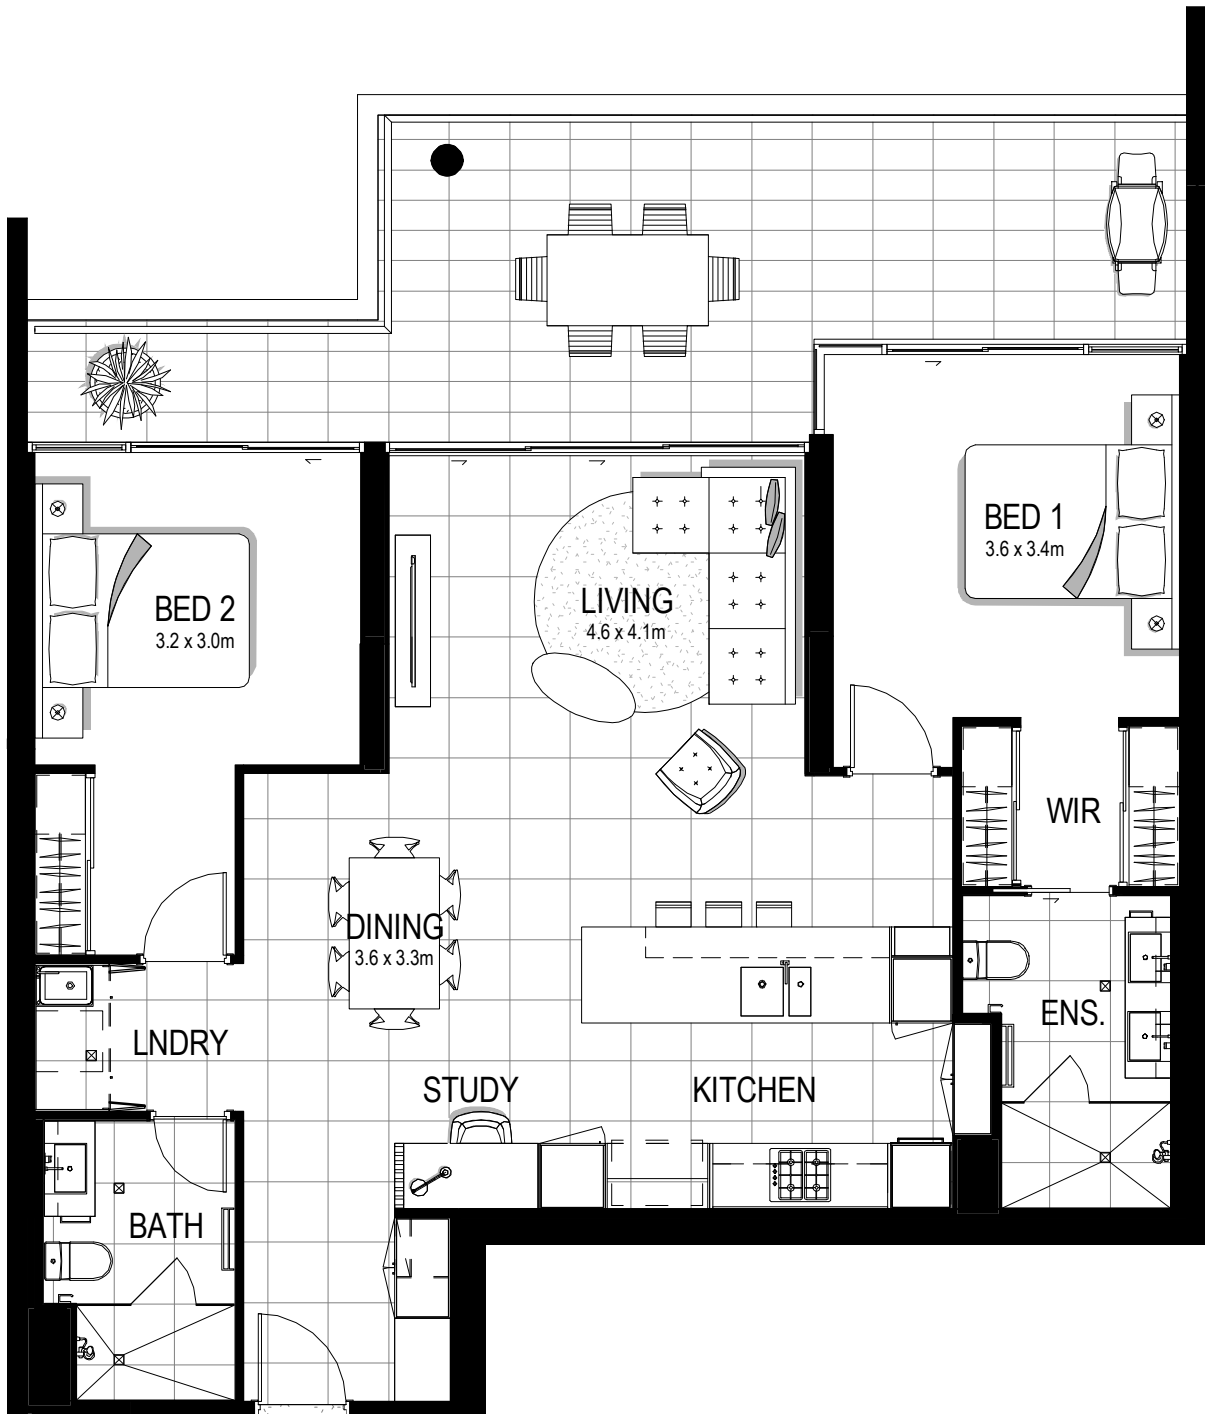 BED 1
3.6 x 3.4m
BED 2
3.2 x 3.0m
LIVING
4.6 x 4.1m
WIR
DINING
3.6 x 3.3m
ENS.
LNDRY
STUDY
KITCHEN
BATH